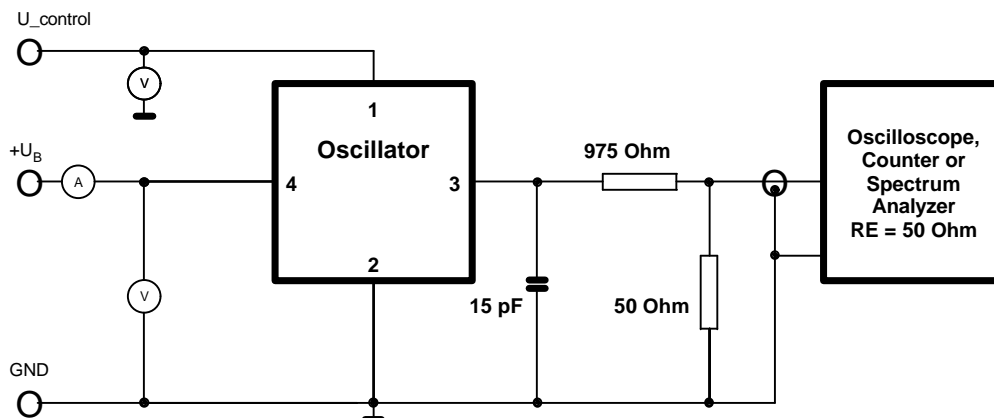 U_control
V
1
Oscillator
+UB
A
4
3
975 Ohm
Oscilloscope,
Counter or
Spectrum
Analyzer
RE = 50 Ohm
2
V
15 pF
50 Ohm
GND